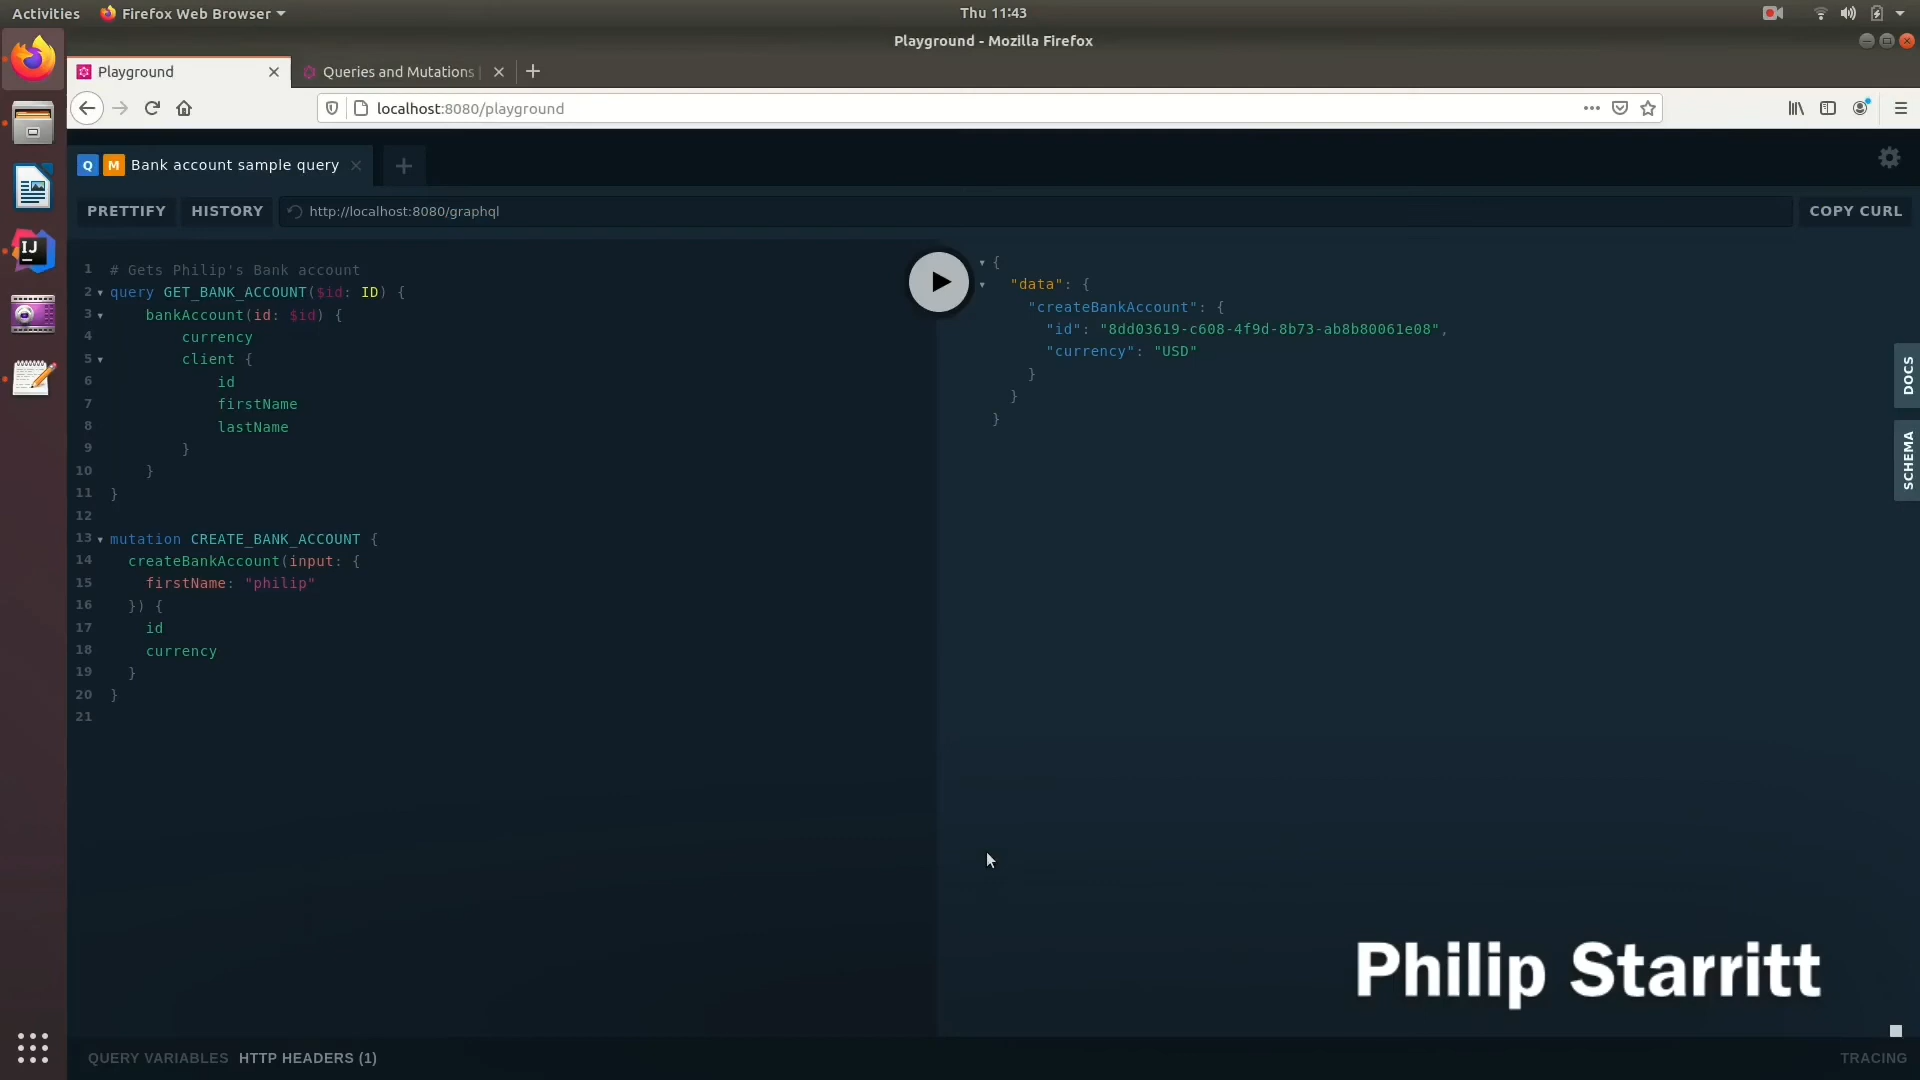 Activities Firefox Web Browser Thu 11:43
Playground - Mozilla Firefox
Playground Queries and Mutations |
localhost:8080/playground
Q M Bank account sample query
PRETTIFY HISTORY http://localhost:8080/graphql COPY CURL
1 # Gets Philip's Bank account
2 query GET_BANK_ACCOUNT($id: ID) {
3 bankAccount(id: $id) {
4 currency
5 client {
6 id
7 firstName
8 lastName
9 }
10 }
11 }
12
13 mutation CREATE_BANK_ACCOUNT {
14 createBankAccount(input: {
15 firstName: "philip"
16 }) {
17 id
18 currency
19 }
20 }
21
{
"data": {
"createBankAccount": {
"id": "8dd03619-c608-4f9d-8b73-ab8b80061e08",
"currency": "USD"
}
}
}
DOCS
SCHEMA
IJ
Philip Starritt
QUERY VARIABLES HTTP HEADERS (1) TRACING